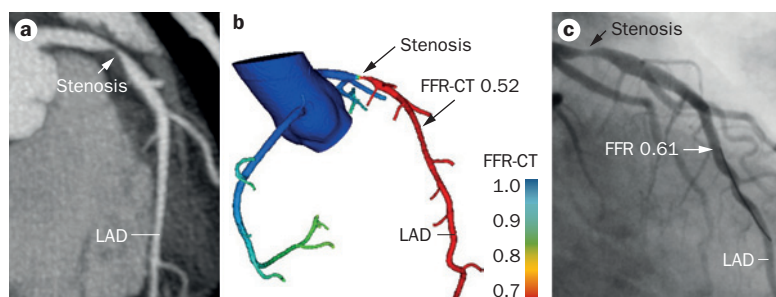 a
Stenosis
LAD
b
Stenosis
FFR-CT 0.52
FFR-CT
1.0
0.9
0.8
0.7
LAD
c
Stenosis
FFR 0.61
LAD